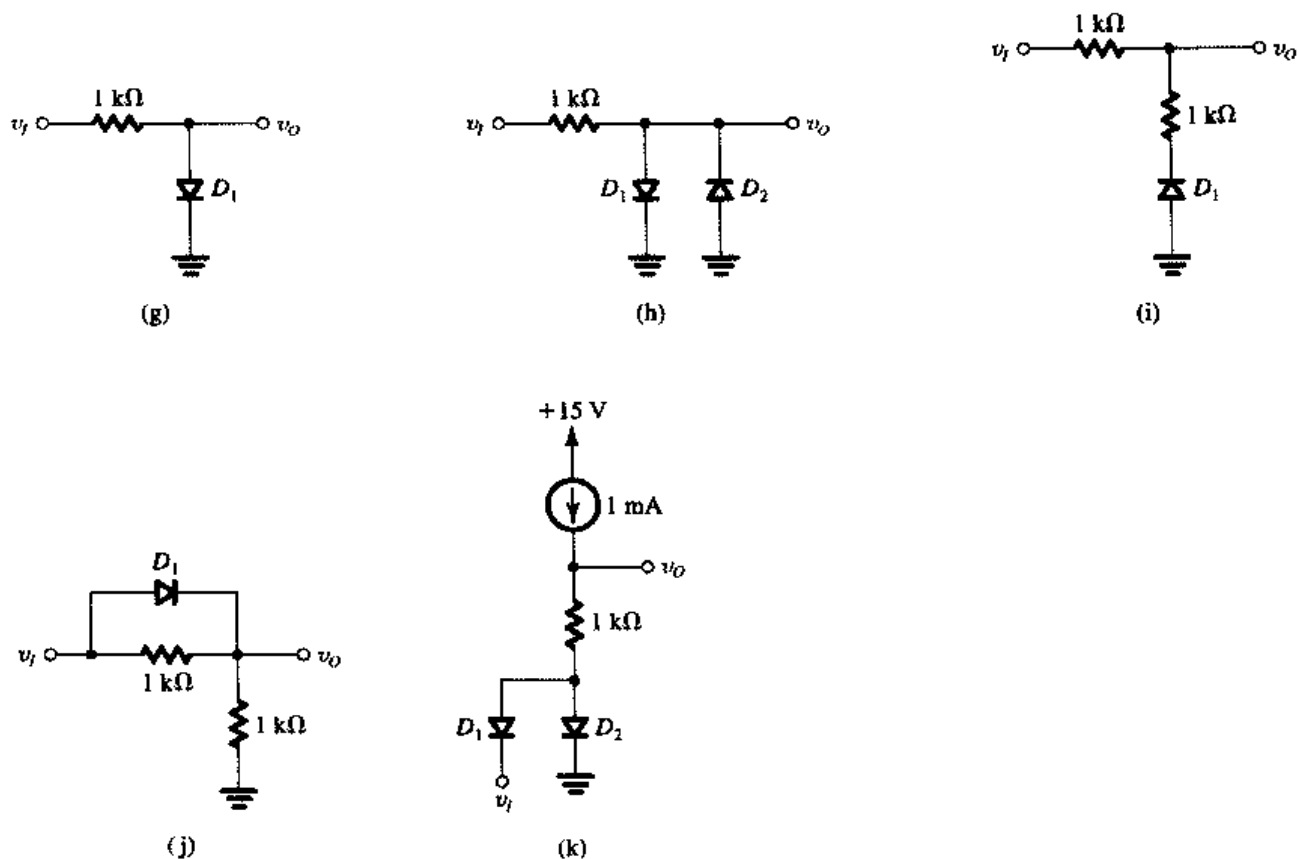 1 kΩ
v_I
v_O
D_1
(g)
1 kΩ
v_I
v_O
D_1
D_2
(h)
1 kΩ
v_I
v_O
1 kΩ
D_1
(i)
D_1
v_I
v_O
1 kΩ
1 kΩ
(j)
+15 V
1 mA
v_O
1 kΩ
D_1
D_2
v_I
(k)